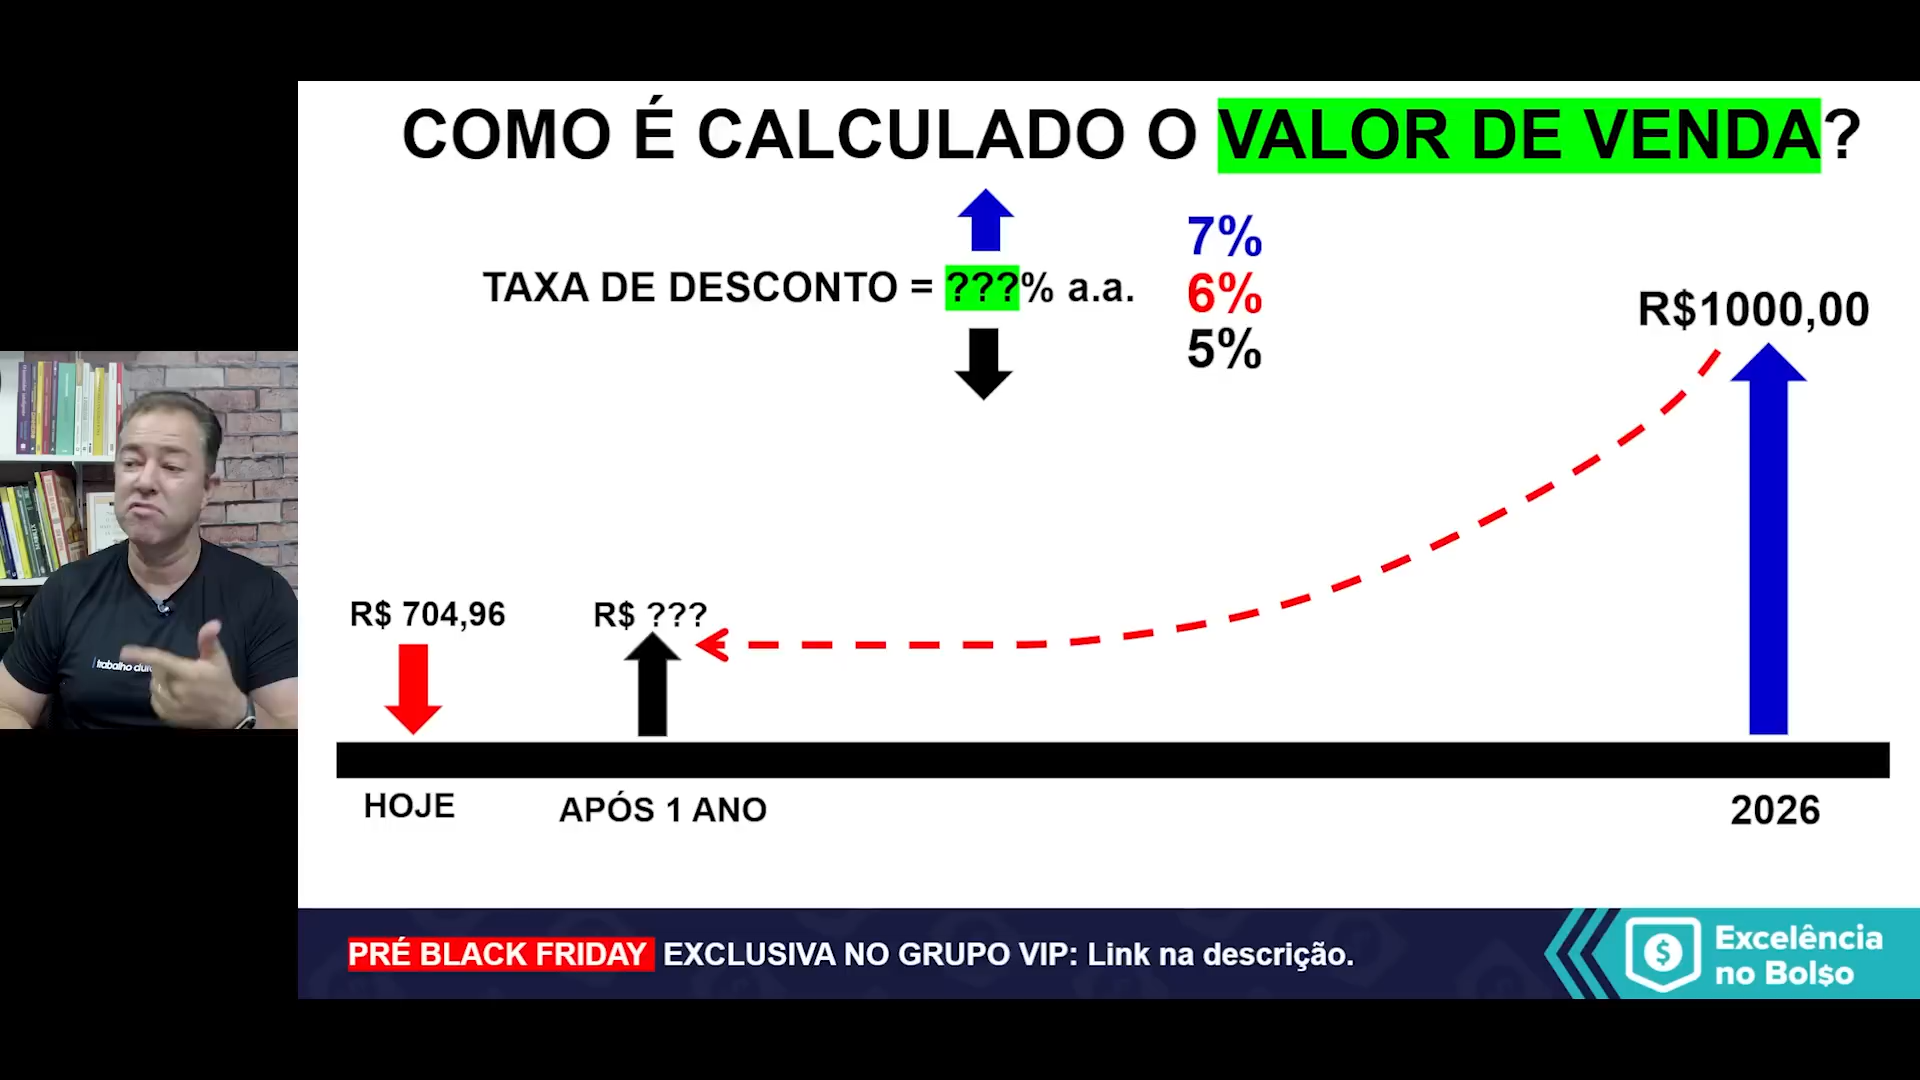 COMO É CALCULADO O VALOR DE VENDA?
7%
TAXA DE DESCONTO = ???% a.a.
6%
5%
R$1000,00
R$ 704,96
R$ ???
HOJE
APÓS 1 ANO
2026
PRÉ BLACK FRIDAY EXCLUSIVA NO GRUPO VIP: Link na descrição.
Excelência
no Bol$o